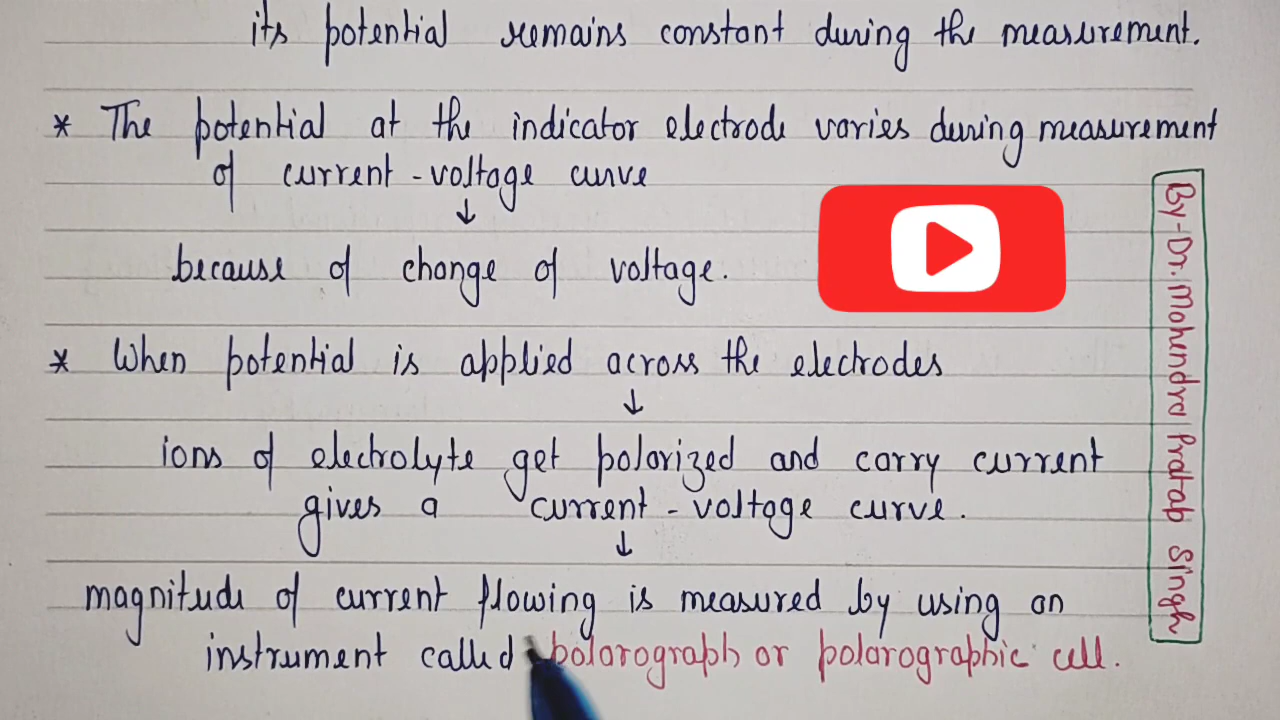 its potential remains constant during the measurement.
* The potential at the indicator electrode varies during measurement
of current-voltage curve
↓
because of change of voltage.
* When potential is applied across the electrodes
↓
ions of electrolyte get polarized and carry current
gives a current-voltage curve.
↓
magnitude of current flowing is measured by using an
instrument called polarograph or polarographic cell.
By-Dr. Mahendra Pratap Singh